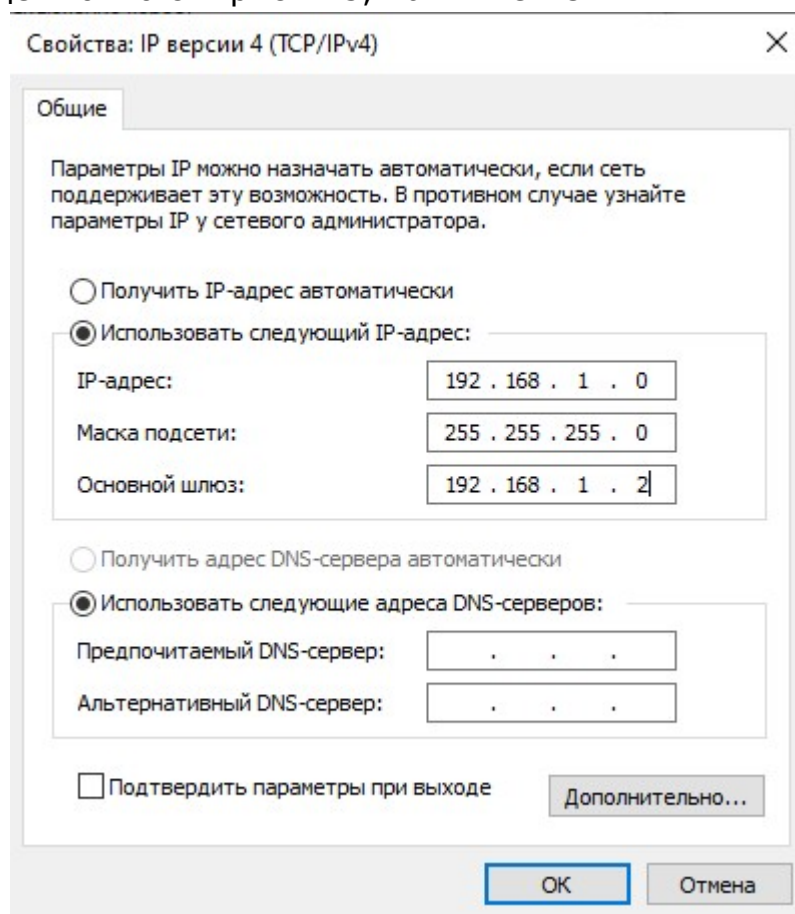 Свойства: IP версии 4 (TCP/IPv4)
Общие
Параметры IP можно назначать автоматически, если сеть
поддерживает эту возможность. В противном случае узнайте
параметры IP у сетевого администратора.
Получить IP-адрес автоматически
Использовать следующий IP-адрес:
IP-адрес: 192 . 168 . 1 . 0
Маска подсети: 255 . 255 . 255 . 0
Основной шлюз: 192 . 168 . 1 . 2
Получить адрес DNS-сервера автоматически
Использовать следующие адреса DNS-серверов:
Предпочитаемый DNS-сервер: . . .
Альтернативный DNS-сервер: . . .
Подтвердить параметры при выходе Дополнительно...
ОК Отмена